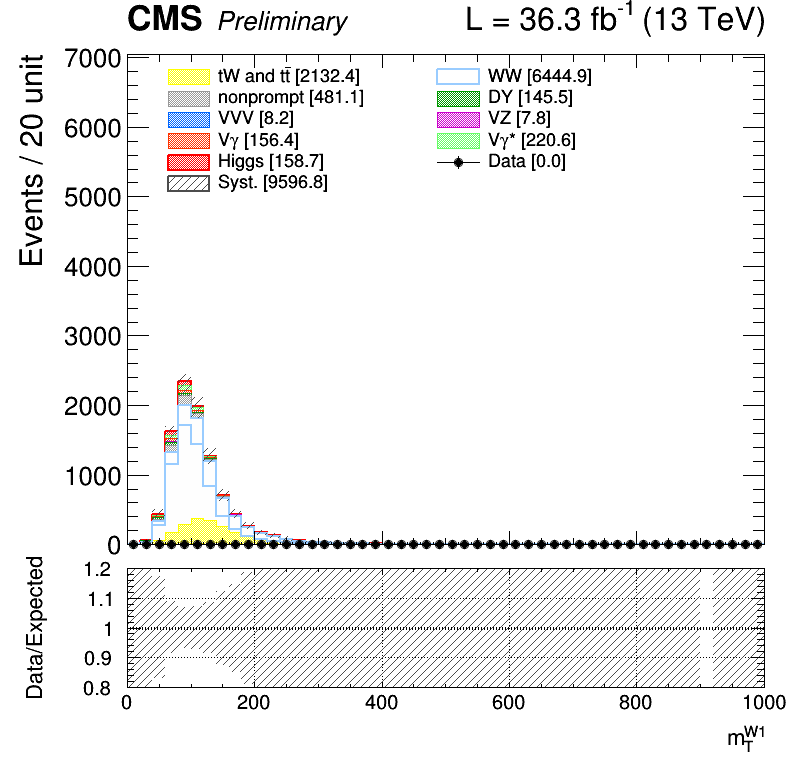 CMS Preliminary L = 36.3 fb⁻¹ (13 TeV)
Events / 20 unit
7000
6000
5000
4000
3000
2000
1000
0
tW and tt̄ [2132.4]
nonprompt [481.1]
VVV [8.2]
Vγ [156.4]
Higgs [158.7]
Syst. [9596.8]
WW [6444.9]
DY [145.5]
VZ [7.8]
Vγ* [220.6]
Data [0.0]
Data/Expected
1.2
1.1
1
0.9
0.8
0 200 400 600 800 1000
m_T^W1